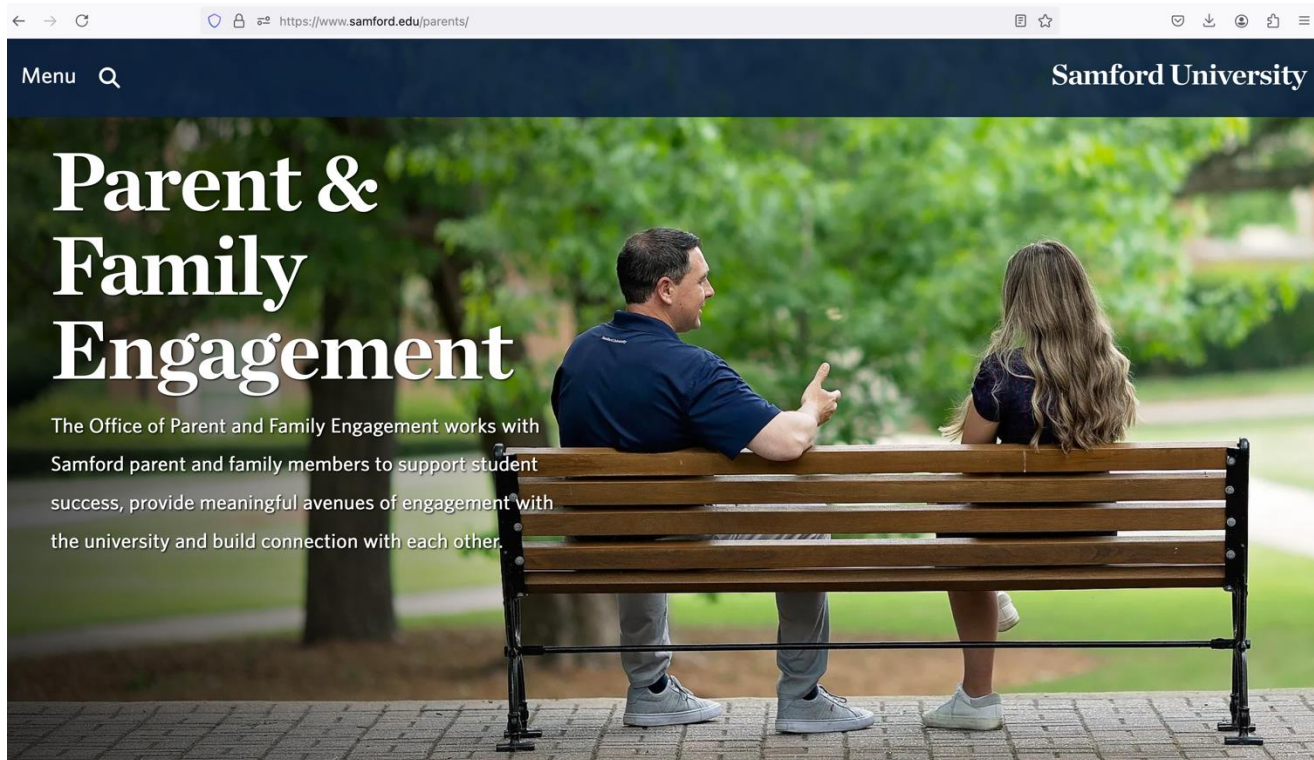 https://www.samford.edu/parents/
Menu
Samford University
Parent &
Family
Engagement
The Office of Parent and Family Engagement works with
Samford parent and family members to support student
success, provide meaningful avenues of engagement with
the university and build connection with each other.